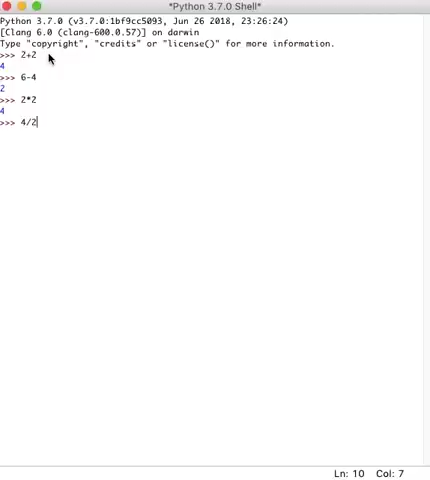 *Python 3.7.0 Shell*
Python 3.7.0 (v3.7.0:1bf9cc5093, Jun 26 2018, 23:26:24)
[Clang 6.0 (clang-600.0.57)] on darwin
Type "copyright", "credits" or "license()" for more information.
>>> 2+2
4
>>> 6-4
2
>>> 2*2
4
>>> 4/2
Ln: 10 Col: 7